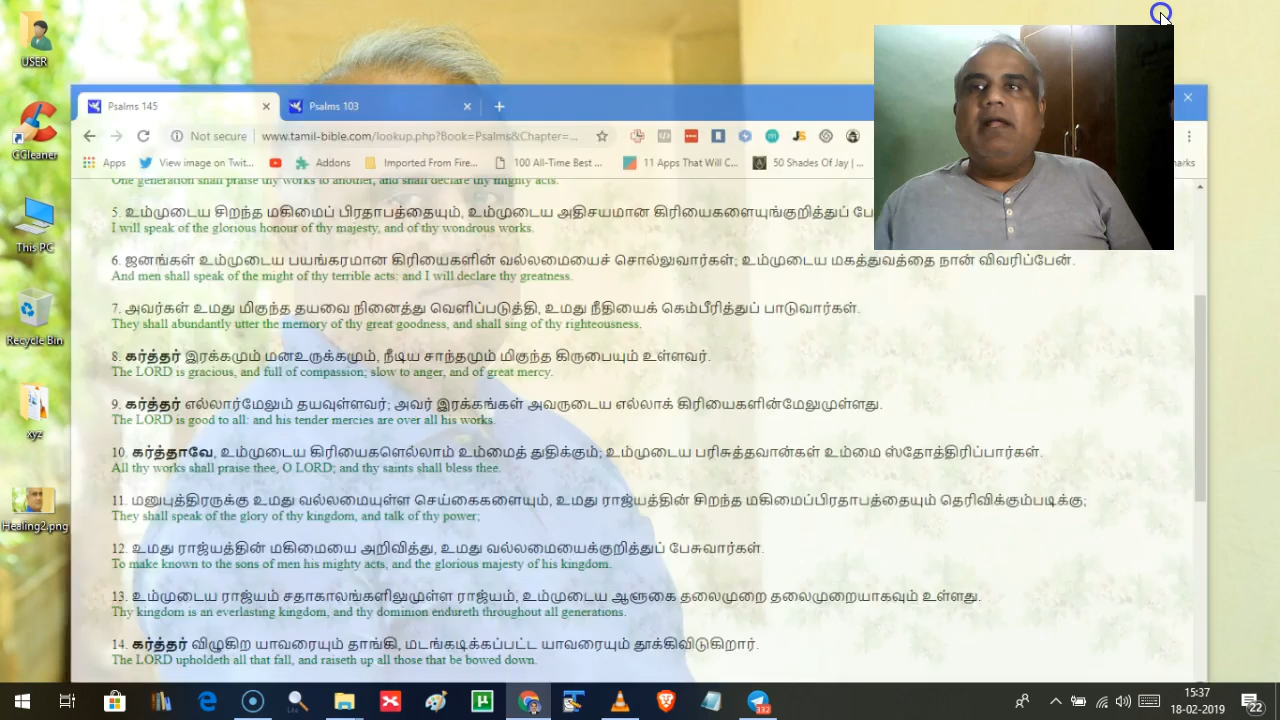 USER
CCleaner
This PC
Recycle Bin
xyz
Healing2.png
Psalms 145
Psalms 103
Not secure
www.tamil-bible.com/lookup.php?Book=Psalms&Chapter=...
Apps
View image on Twit...
Addons
Imported From Fire...
100 All-Time Best ...
11 Apps That Will C...
50 Shades Of Jay | ...
One generation shall praise thy works to another, and shall declare thy mighty acts.
5. உம்முடைய சிறந்த மகிமைப் பிரதாபத்தையும், உம்முடைய அதிசயமான கிரியைகளையுங்குறித்துப் பே
I will speak of the glorious honour of thy majesty, and of thy wondrous works.
6. ஜனங்கள் உம்முடைய பயங்கரமான கிரியைகளின் வல்லமையைச் சொல்லுவார்கள்; உம்முடைய மகத்துவத்தை நான் விவரிப்பேன்.
And men shall speak of the might of thy terrible acts: and I will declare thy greatness.
7. அவர்கள் உமது மிகுந்த தயவை நினைத்து வெளிப்படுத்தி, உமது நீதியைக் கெம்பீரித்துப் பாடுவார்கள்.
They shall abundantly utter the memory of thy great goodness, and shall sing of thy righteousness.
8. கர்த்தர் இரக்கமும் மனஉருக்கமும், நீடிய சாந்தமும் மிகுந்த கிருபையும் உள்ளவர்.
The LORD is gracious, and full of compassion; slow to anger, and of great mercy.
9. கர்த்தர் எல்லார்மேலும் தயவுள்ளவர்; அவர் இரக்கங்கள் அவருடைய எல்லாக் கிரியைகளின்மேலுமுள்ளது.
The LORD is good to all: and his tender mercies are over all his works.
10. கர்த்தாவே, உம்முடைய கிரியைகளெல்லாம் உம்மைத் துதிக்கும்; உம்முடைய பரிசுத்தவான்கள் உம்மை ஸ்தோத்திரிப்பார்கள்.
All thy works shall praise thee, O LORD; and thy saints shall bless thee.
11. மனுபுத்திரருக்கு உமது வல்லமையுள்ள செய்கைகளையும், உமது ராஜ்யத்தின் சிறந்த மகிமைப்பிரதாபத்தையும் தெரிவிக்கும்படிக்கு;
They shall speak of the glory of thy kingdom, and talk of thy power;
12. உமது ராஜ்யத்தின் மகிமையை அறிவித்து, உமது வல்லமையைக்குறித்துப் பேசுவார்கள்.
To make known to the sons of men his mighty acts, and the glorious majesty of his kingdom.
13. உம்முடைய ராஜ்யம் சதாகாலங்களிலுமுள்ள ராஜ்யம், உம்முடைய ஆளுகை தலைமுறை தலைமுறையாகவும் உள்ளது.
Thy kingdom is an everlasting kingdom, and thy dominion endureth throughout all generations.
14. கர்த்தர் விழுகிற யாவரையும் தாங்கி, மடங்கடிக்கப்பட்ட யாவரையும் தூக்கிவிடுகிறார்.
The LORD upholdeth all that fall, and raiseth up all those that be bowed down.
332
15:37
18-02-2019
22